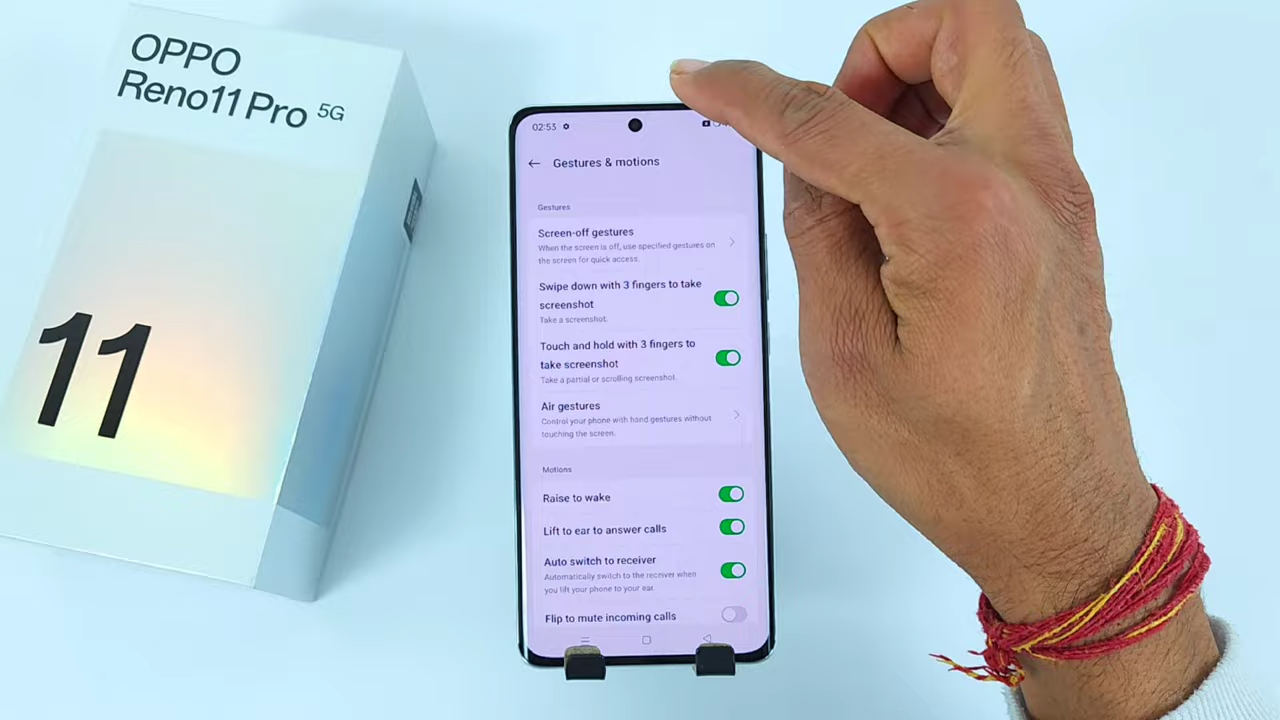 OPPO
Reno11 Pro 5G
11
02:53
Gestures & motions
Gestures
Screen-off gestures
When the screen is off, use specified gestures on
the screen for quick access.
Swipe down with 3 fingers to take
screenshot
Take a screenshot.
Touch and hold with 3 fingers to
take screenshot
Take a partial or scrolling screenshot.
Air gestures
Control your phone with hand gestures without
touching the screen.
Motions
Raise to wake
Lift to ear to answer calls
Auto switch to receiver
Automatically switch to the receiver when
you lift your phone to your ear.
Flip to mute incoming calls